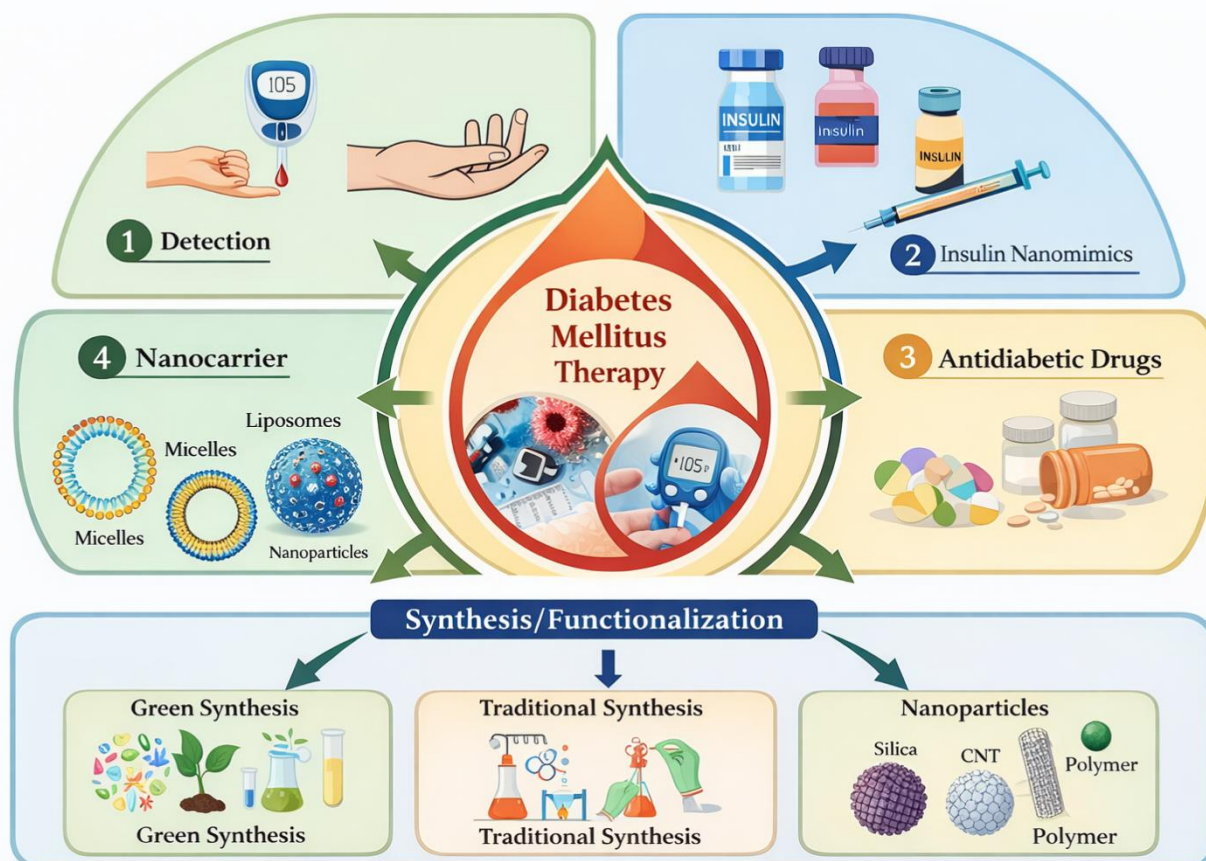 105
1 Detection
INSULIN
Insulin
INSULIN
2 Insulin Nanomimics
Diabetes
Mellitus
Therapy
105
4 Nanocarrier
Liposomes
Micelles
Micelles
Nanoparticles
3 Antidiabetic Drugs
Synthesis/Functionalization
Green Synthesis
Green Synthesis
Traditional Synthesis
Traditional Synthesis
Nanoparticles
Silica
CNT
Polymer
Polymer